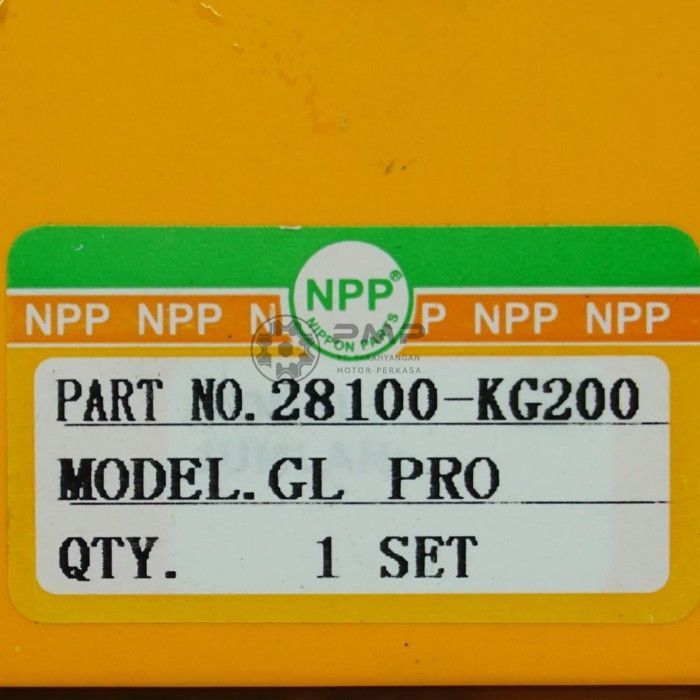 NPP®
NIPPON PARTS
NPP NPP N P NPP NPP
PMP
PT. PARAHYANGAN
MOTOR PERKASA
PART NO. 28100-KG200
MODEL. GL PRO
QTY. 1 SET